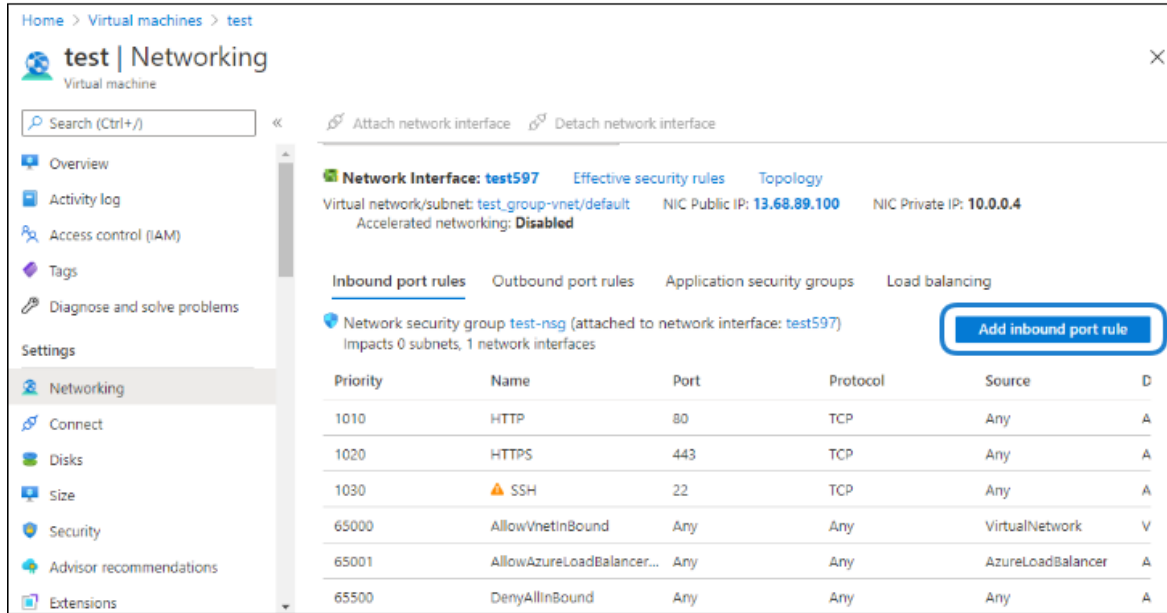 Home > Virtual machines > test
test | Networking
Virtual machine
Search (Ctrl+/)
«
Attach network interface
Detach network interface
Overview
Activity log
Access control (IAM)
Tags
Diagnose and solve problems
Settings
Networking
Connect
Disks
Size
Security
Advisor recommendations
Extensions
Network Interface: test597 Effective security rules Topology
Virtual network/subnet: test_group-vnet/default NIC Public IP: 13.68.89.100 NIC Private IP: 10.0.0.4
Accelerated networking: Disabled
Inbound port rules Outbound port rules Application security groups Load balancing
Network security group test-nsg (attached to network interface: test597)
Impacts 0 subnets, 1 network interfaces
Add inbound port rule
Priority Name Port Protocol Source D
1010 HTTP 80 TCP Any A
1020 HTTPS 443 TCP Any A
1030 SSH 22 TCP Any A
65000 AllowVnetInBound Any Any VirtualNetwork V
65001 AllowAzureLoadBalancer... Any Any AzureLoadBalancer A
65500 DenyAllInBound Any Any Any A